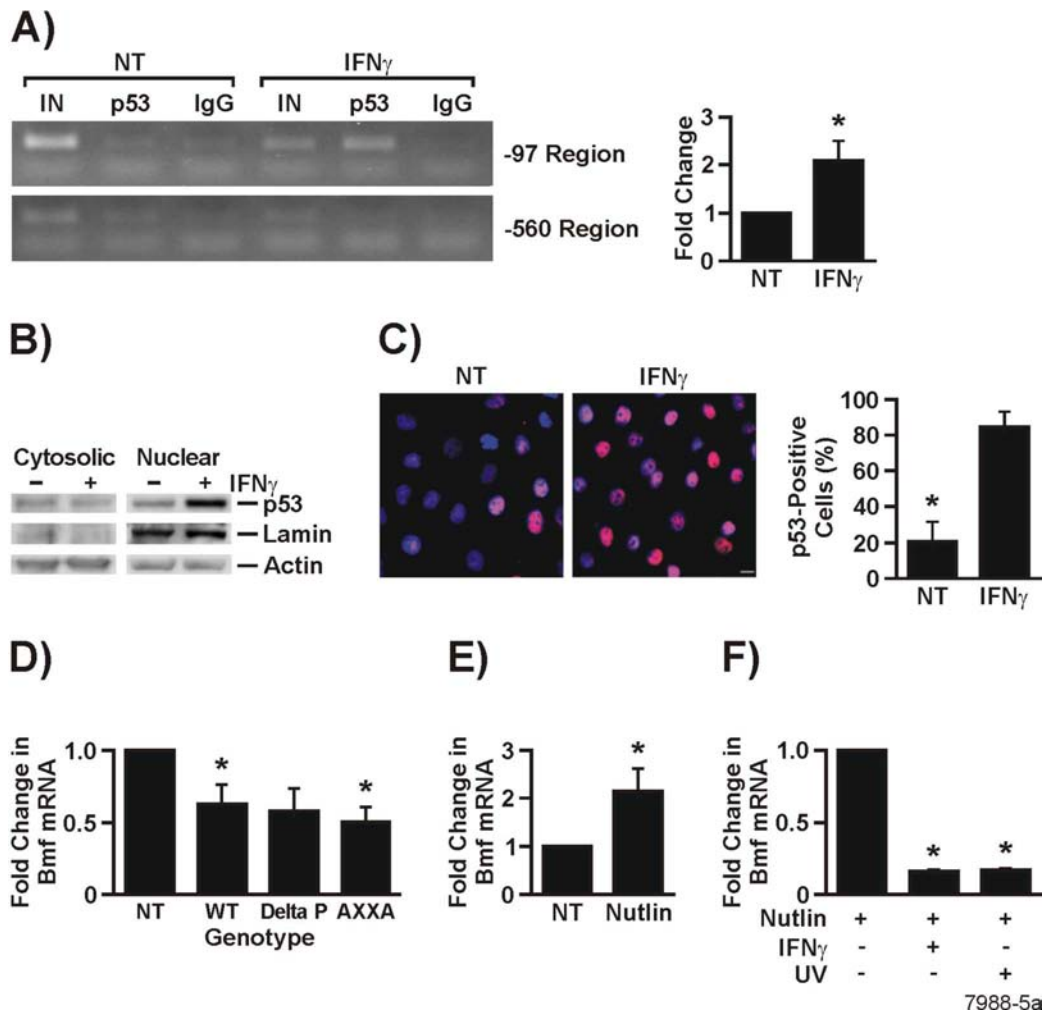 A)
NT IFNγ
IN p53 IgG IN p53 IgG
-97 Region
-560 Region
Fold Change
3
2
1
0
*
NT IFNγ
B)
Cytosolic Nuclear
– + – + IFNγ
p53
Lamin
Actin
C)
NT IFNγ
p53-Positive
Cells (%)
100
80
60
40
20
0
*
NT IFNγ
D)
Fold Change in
Bmf mRNA
1.0
0.5
0
* *
NT WT Delta P AXXA
Genotype
E)
Fold Change in
Bmf mRNA
3
2
1
0
*
NT Nutlin
F)
Fold Change in
Bmf mRNA
1.0
0.5
0
* *
Nutlin + + +
IFNγ - + -
UV - - +
7988-5a